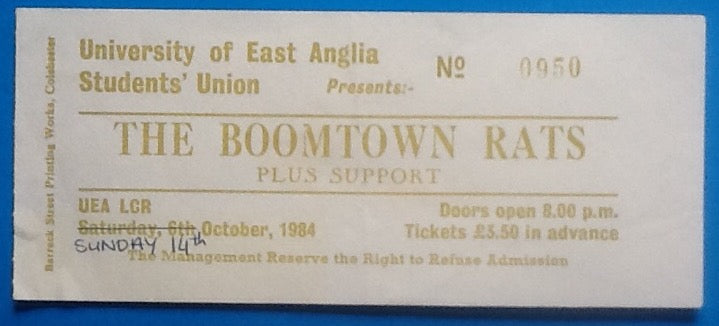 University of East Anglia
Students' Union Presents:-
Nº 0950
THE BOOMTOWN RATS
PLUS SUPPORT
UEA LCR
Doors open 8.00 p.m.
Saturday, 6th October, 1984
SUNDAY 14th
Tickets £3.50 in advance
The Management Reserve the Right to Refuse Admission
Barrack Street Printing Works, Colchester